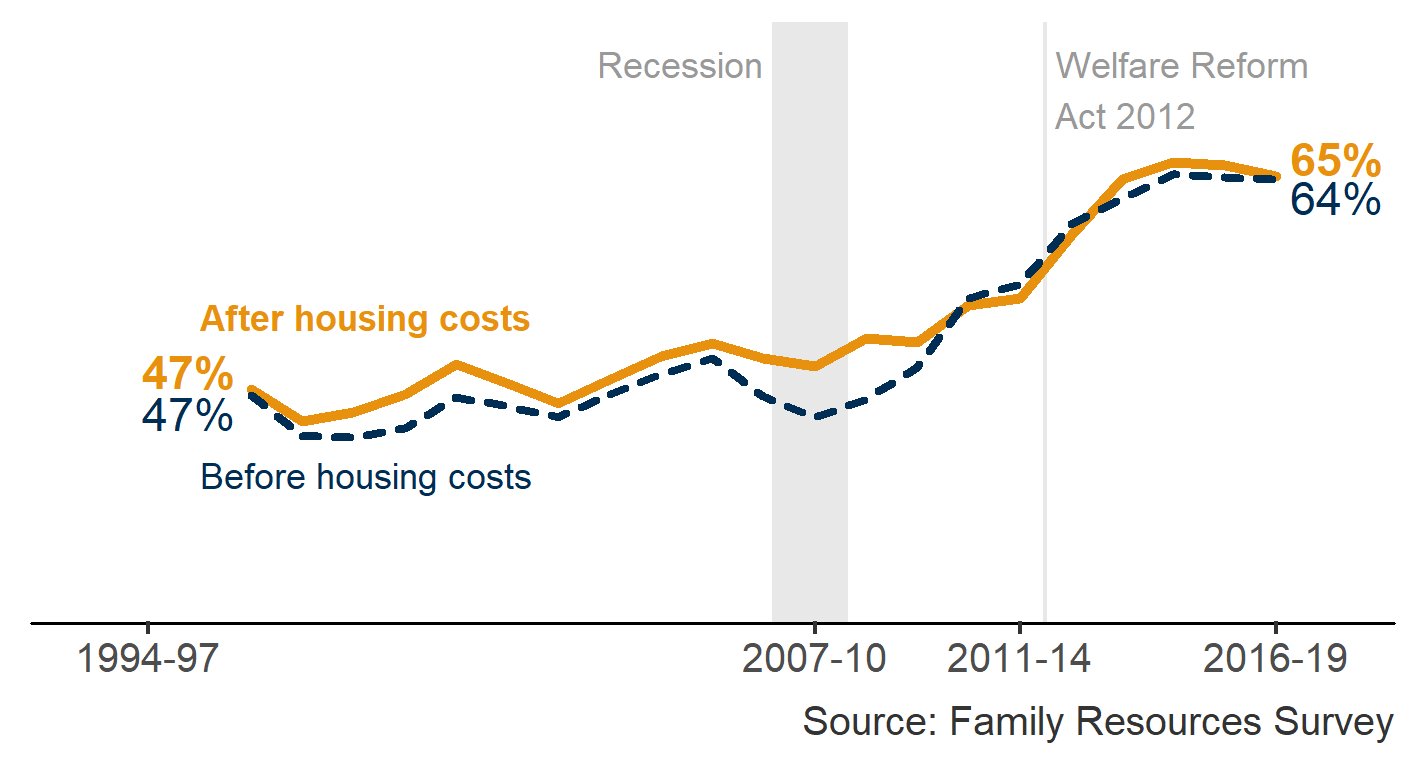 Recession
Welfare Reform
Act 2012
65%
64%
After housing costs
47%
47%
Before housing costs
1994-97
2007-10
2011-14
2016-19
Source: Family Resources Survey